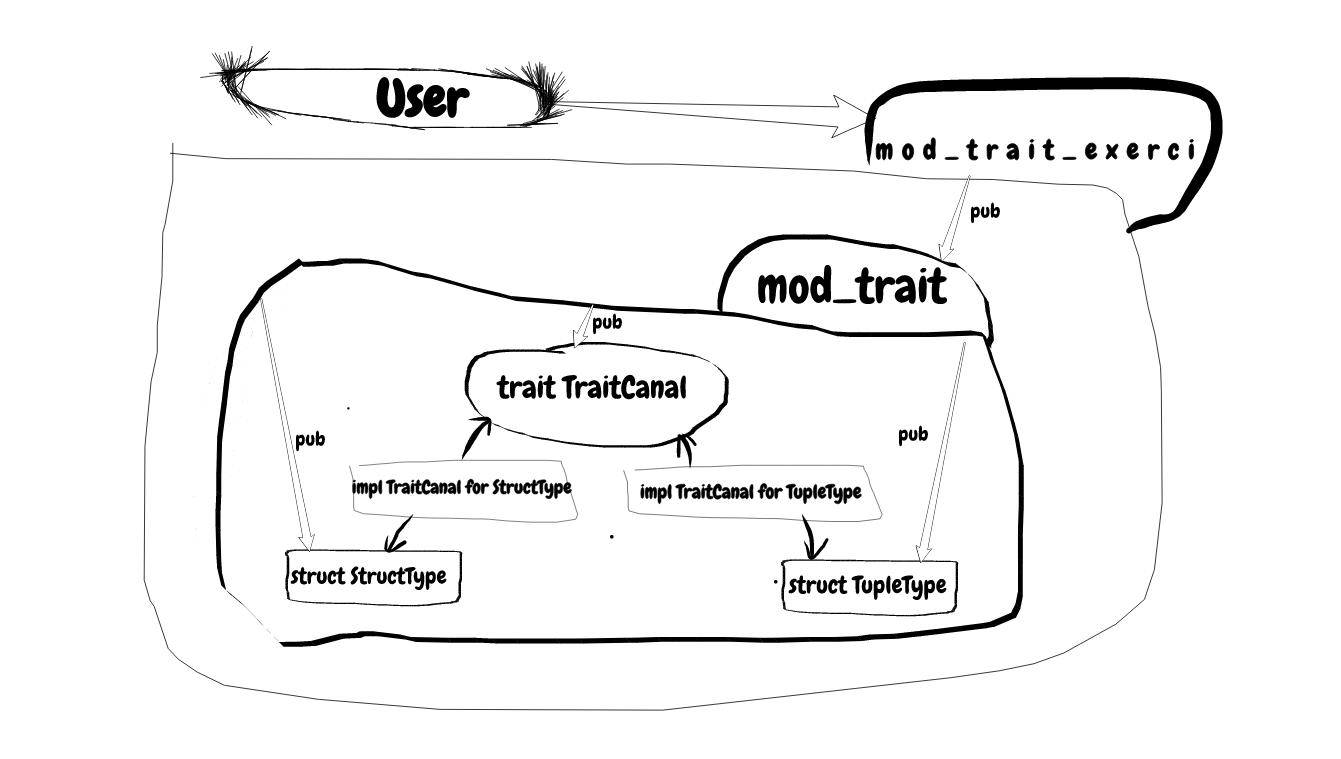 User
mod_trait_exerci
pub
mod_trait
pub
trait TraitCanal
pub
pub
impl TraitCanal for StructType
impl TraitCanal for TupleType
struct StructType
struct TupleType